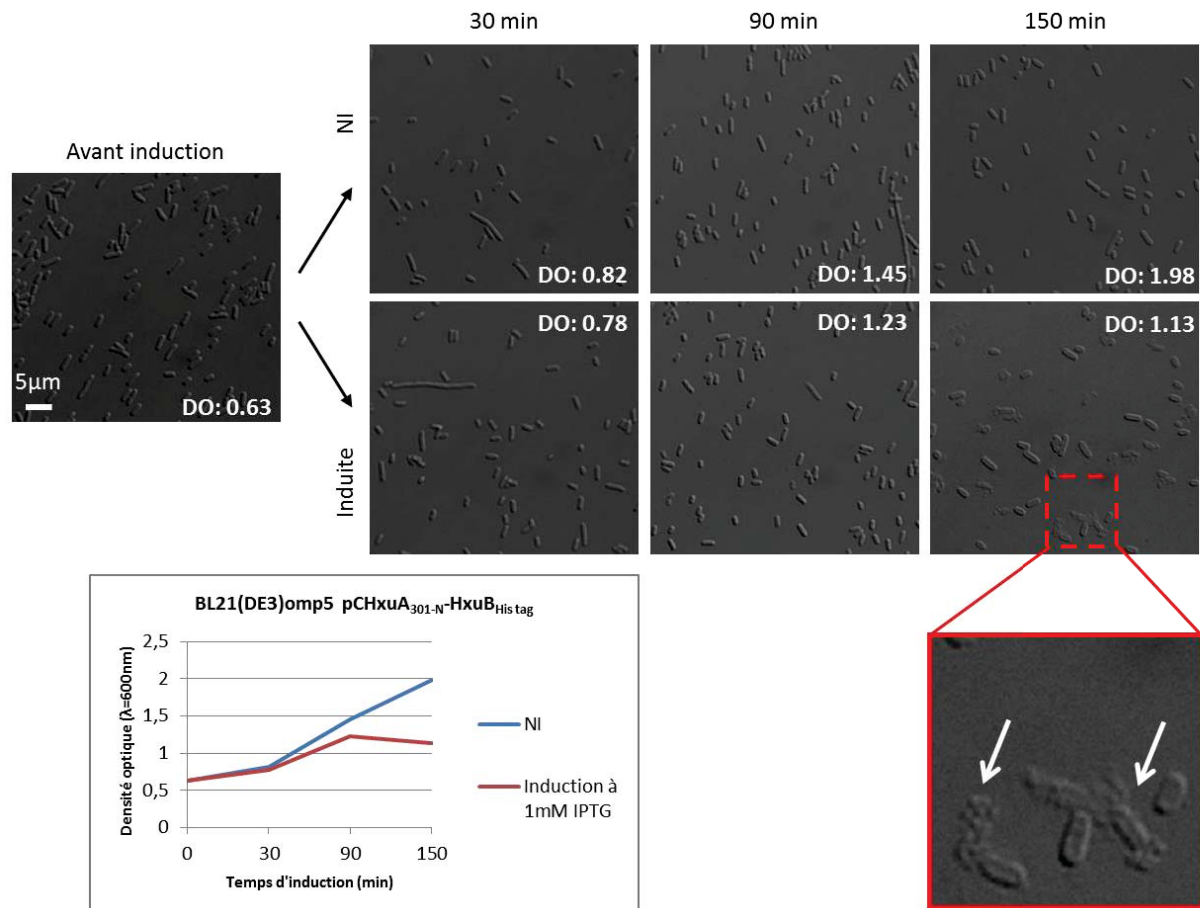 30 min
90 min
150 min
NI
Avant induction
DO: 0.82
DO: 1.45
DO: 1.98
5µm
DO: 0.63
Induite
DO: 0.78
DO: 1.23
DO: 1.13
BL21(DE3)omp5 pCHxuA301-N-HxuBHis tag
Densité optique (λ=600nm)
2,5
2
1,5
1
0,5
0
0
30
90
150
Temps d'induction (min)
NI
Induction à
1mM IPTG